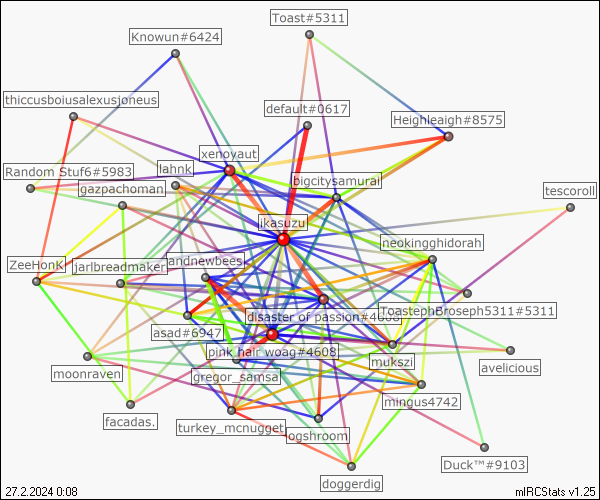 Toast#5311
Knowun#6424
thiccusboiusalexusjoneus
default#0617
Heighleaigh#8575
xenoyaut
lahnk
Random Stuf6#5983
gazpachoman
bigcitysamurai
tescoroll
ikasuzu
neokingghidorah
ZeeHonK
jarlbreadmaker
andnewbees
disaster of passion#4608
ToastephBroseph5311#5311
asad#6947
pink hair woag#4608
mukszi
avelicious
moonraven
gregor_samsa
mingus4742
facadas.
turkey_mcnugget
ogshroom
Duck™#9103
doggerdig
27.2.2024 0:08
mIRCStats v1.25